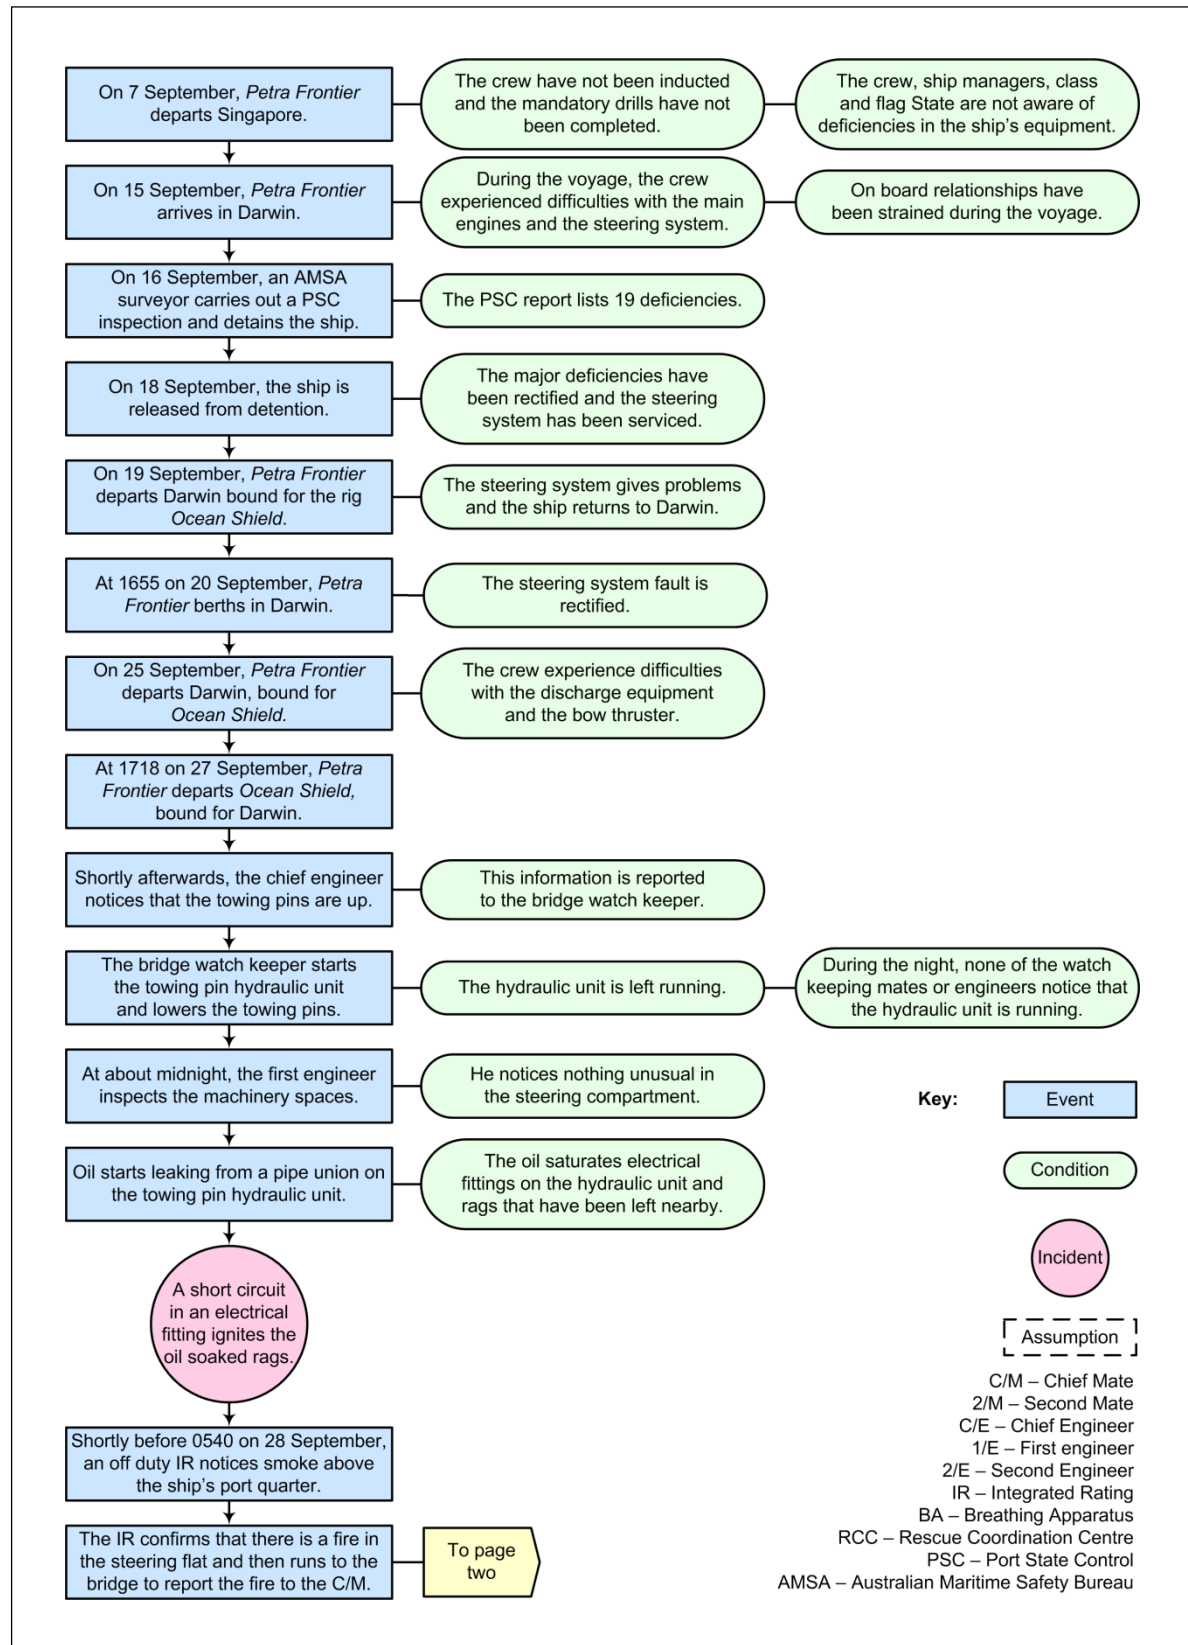 On 7 September, Petra Frontier
departs Singapore.
The crew have not been inducted
and the mandatory drills have not
been completed.
The crew, ship managers, class
and flag State are not aware of
deficiencies in the ship's equipment.
On 15 September, Petra Frontier
arrives in Darwin.
During the voyage, the crew
experienced difficulties with the main
engines and the steering system.
On board relationships have
been strained during the voyage.
On 16 September, an AMSA
surveyor carries out a PSC
inspection and detains the ship.
The PSC report lists 19 deficiencies.
On 18 September, the ship is
released from detention.
The major deficiencies have
been rectified and the steering
system has been serviced.
On 19 September, Petra Frontier
departs Darwin bound for the rig
Ocean Shield.
The steering system gives problems
and the ship returns to Darwin.
At 1655 on 20 September, Petra
Frontier berths in Darwin.
The steering system fault is
rectified.
On 25 September, Petra Frontier
departs Darwin, bound for
Ocean Shield.
The crew experience difficulties
with the discharge equipment
and the bow thruster.
At 1718 on 27 September, Petra
Frontier departs Ocean Shield,
bound for Darwin.
Shortly afterwards, the chief engineer
notices that the towing pins are up.
This information is reported
to the bridge watch keeper.
The bridge watch keeper starts
the towing pin hydraulic unit
and lowers the towing pins.
The hydraulic unit is left running.
During the night, none of the watch
keeping mates or engineers notice that
the hydraulic unit is running.
At about midnight, the first engineer
inspects the machinery spaces.
He notices nothing unusual in
the steering compartment.
Oil starts leaking from a pipe union on
the towing pin hydraulic unit.
The oil saturates electrical
fittings on the hydraulic unit and
rags that have been left nearby.
A short circuit
in an electrical
fitting ignites the
oil soaked rags.
Shortly before 0540 on 28 September,
an off duty IR notices smoke above
the ship's port quarter.
The IR confirms that there is a fire in
the steering flat and then runs to the
bridge to report the fire to the C/M.
To page
two
Key:
Event
Condition
Incident
Assumption
C/M – Chief Mate
2/M – Second Mate
C/E – Chief Engineer
1/E – First engineer
2/E – Second Engineer
IR – Integrated Rating
BA – Breathing Apparatus
RCC – Rescue Coordination Centre
PSC – Port State Control
AMSA – Australian Maritime Safety Bureau